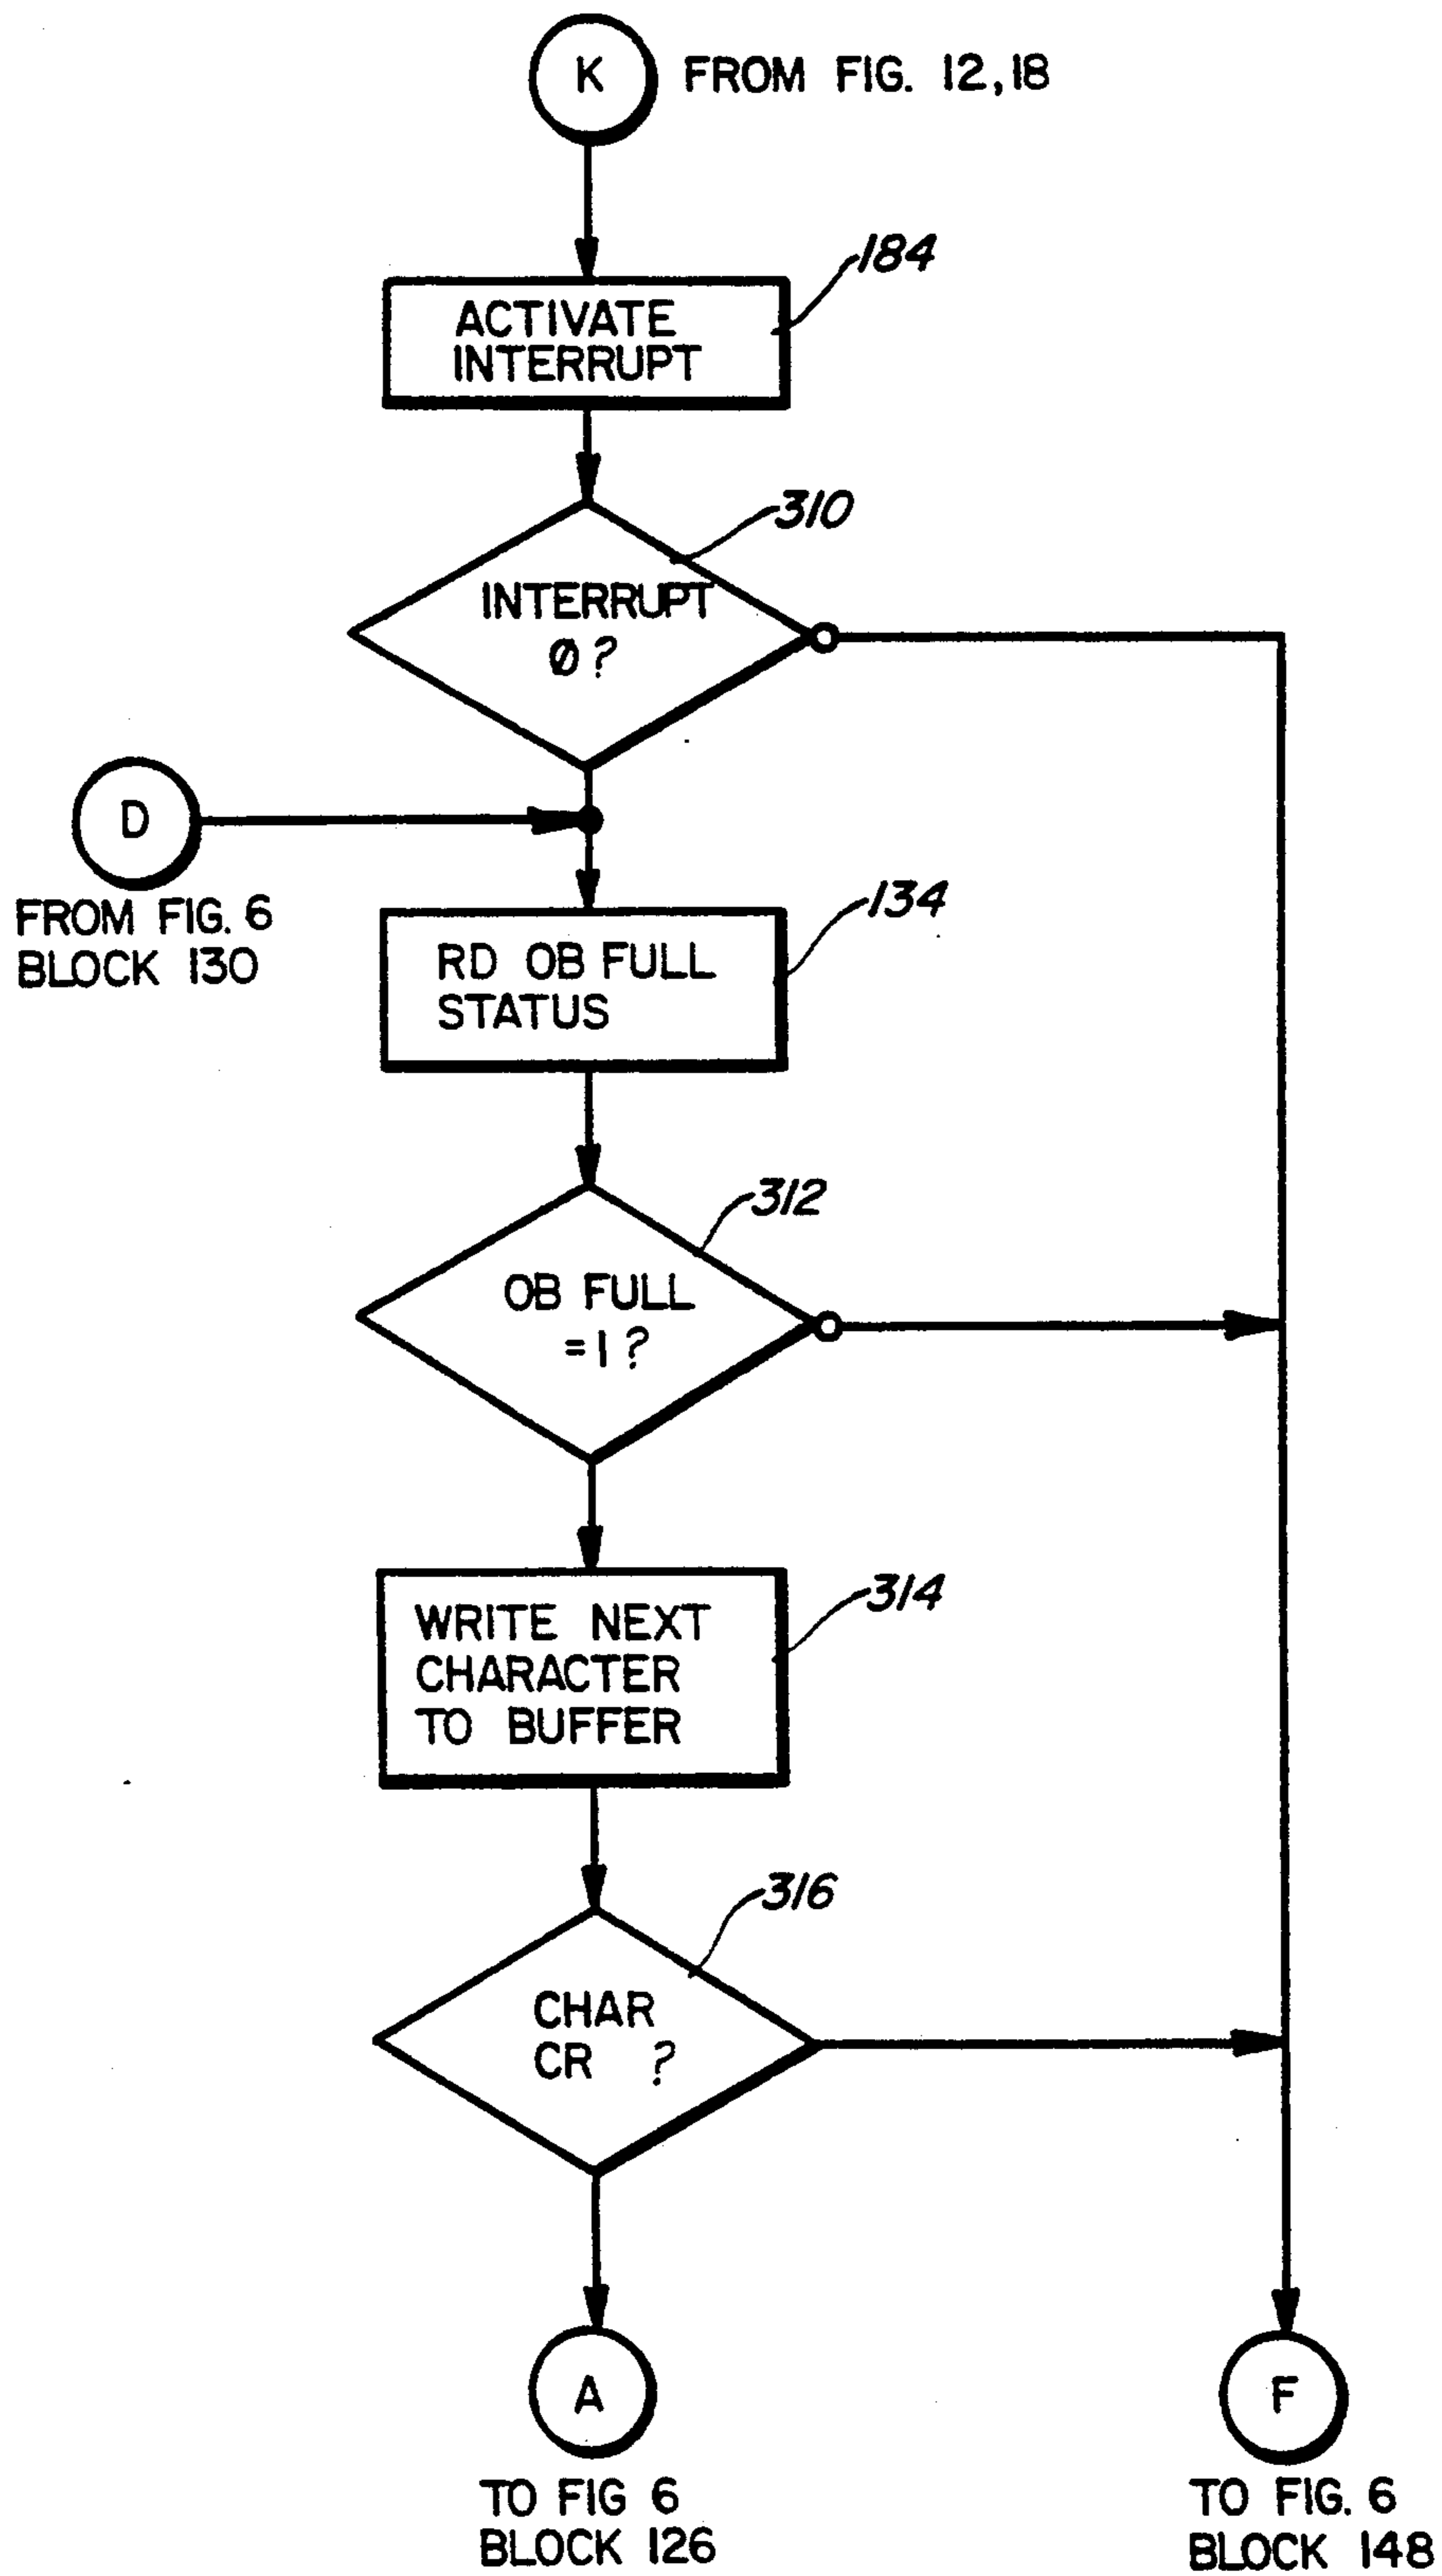 K FROM FIG. 12,18
184
ACTIVATE
INTERRUPT
310
INTERRUPT
Ø?
D
FROM FIG. 6
BLOCK 130
134
RD OB FULL
STATUS
312
OB FULL
=1?
314
WRITE NEXT
CHARACTER
TO BUFFER
316
CHAR
CR ?
A
TO FIG 6
BLOCK 126
F
TO FIG. 6
BLOCK 148